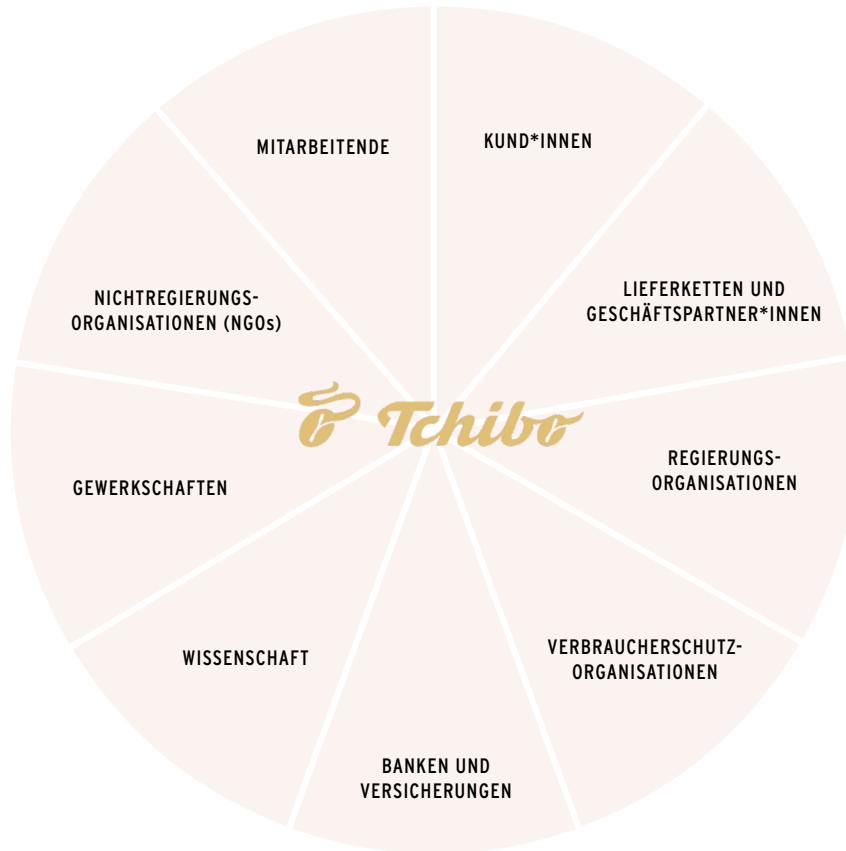 MITARBEITENDE
KUND*INNEN
LIEFERKETTEN UND
GESCHÄFTSPARTNER*INNEN
NICHTREGIERUNGS-
ORGANISATIONEN (NGOs)
Tchibo
REGIERUNGS-
ORGANISATIONEN
GEWERKSCHAFTEN
VERBRAUCHERSCHUTZ-
ORGANISATIONEN
WISSENSCHAFT
BANKEN UND
VERSICHERUNGEN